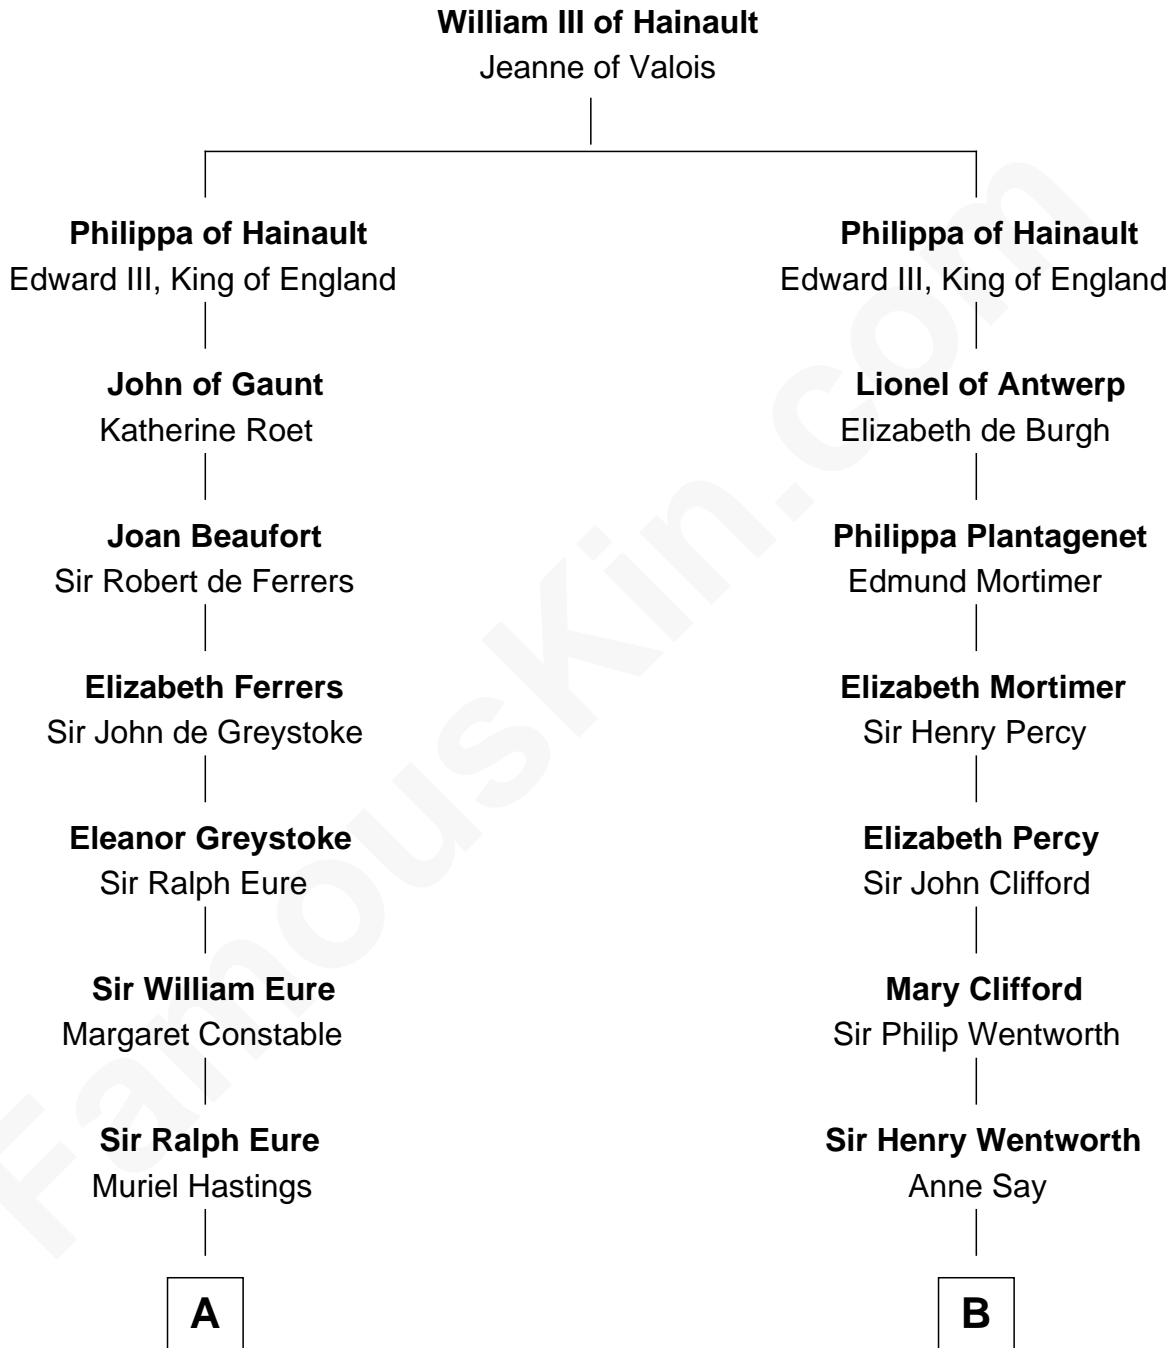 William III of Hainault
Jeanne of Valois
Philippa of Hainault
Edward III, King of England
John of Gaunt
Katherine Roet
Joan Beaufort
Sir Robert de Ferrers
Elizabeth Ferrers
Sir John de Greystoke
Eleanor Greystoke
Sir Ralph Eure
Sir William Eure
Margaret Constable
Sir Ralph Eure
Muriel Hastings
A
Philippa of Hainault
Edward III, King of England
Lionel of Antwerp
Elizabeth de Burgh
Philippa Plantagenet
Edmund Mortimer
Elizabeth Mortimer
Sir Henry Percy
Elizabeth Percy
Sir John Clifford
Mary Clifford
Sir Philip Wentworth
Sir Henry Wentworth
Anne Say
B
FamousKin.com